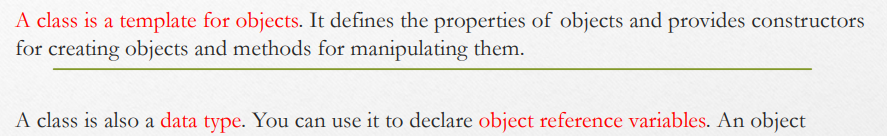 A class is a template for objects. It defines the properties of objects and provides constructors
for creating objects and methods for manipulating them.
A class is also a data type. You can use it to declare object reference variables. An object